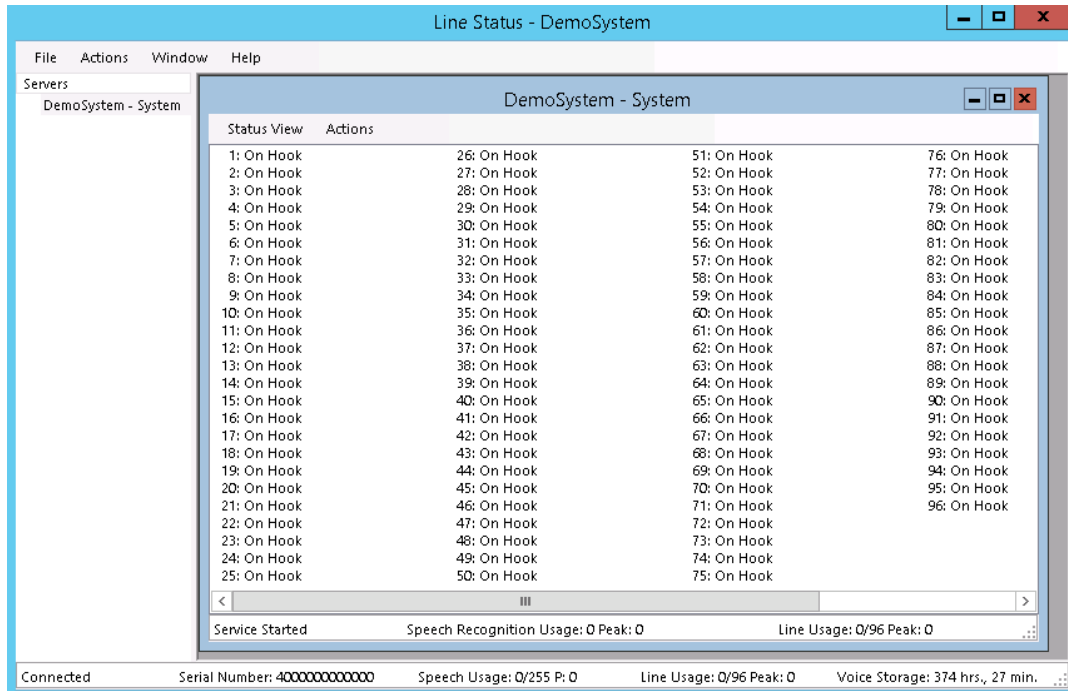 Line Status - DemoSystem
File Actions Window Help
Servers
DemoSystem - System
DemoSystem - System
Status View Actions
1: On Hook 26: On Hook 51: On Hook 76: On Hook
2: On Hook 27: On Hook 52: On Hook 77: On Hook
3: On Hook 28: On Hook 53: On Hook 78: On Hook
4: On Hook 29: On Hook 54: On Hook 79: On Hook
5: On Hook 30: On Hook 55: On Hook 80: On Hook
6: On Hook 31: On Hook 56: On Hook 81: On Hook
7: On Hook 32: On Hook 57: On Hook 82: On Hook
8: On Hook 33: On Hook 58: On Hook 83: On Hook
9: On Hook 34: On Hook 59: On Hook 84: On Hook
10: On Hook 35: On Hook 60: On Hook 85: On Hook
11: On Hook 36: On Hook 61: On Hook 86: On Hook
12: On Hook 37: On Hook 62: On Hook 87: On Hook
13: On Hook 38: On Hook 63: On Hook 88: On Hook
14: On Hook 39: On Hook 64: On Hook 89: On Hook
15: On Hook 40: On Hook 65: On Hook 90: On Hook
16: On Hook 41: On Hook 66: On Hook 91: On Hook
17: On Hook 42: On Hook 67: On Hook 92: On Hook
18: On Hook 43: On Hook 68: On Hook 93: On Hook
19: On Hook 44: On Hook 69: On Hook 94: On Hook
20: On Hook 45: On Hook 70: On Hook 95: On Hook
21: On Hook 46: On Hook 71: On Hook 96: On Hook
22: On Hook 47: On Hook 72: On Hook
23: On Hook 48: On Hook 73: On Hook
24: On Hook 49: On Hook 74: On Hook
25: On Hook 50: On Hook 75: On Hook
Service Started Speech Recognition Usage: 0 Peak: 0 Line Usage: 0/96 Peak: 0
Connected Serial Number: 400000000000 Speech Usage: 0/255 P: 0 Line Usage: 0/96 Peak: 0 Voice Storage: 374 hrs., 27 min.